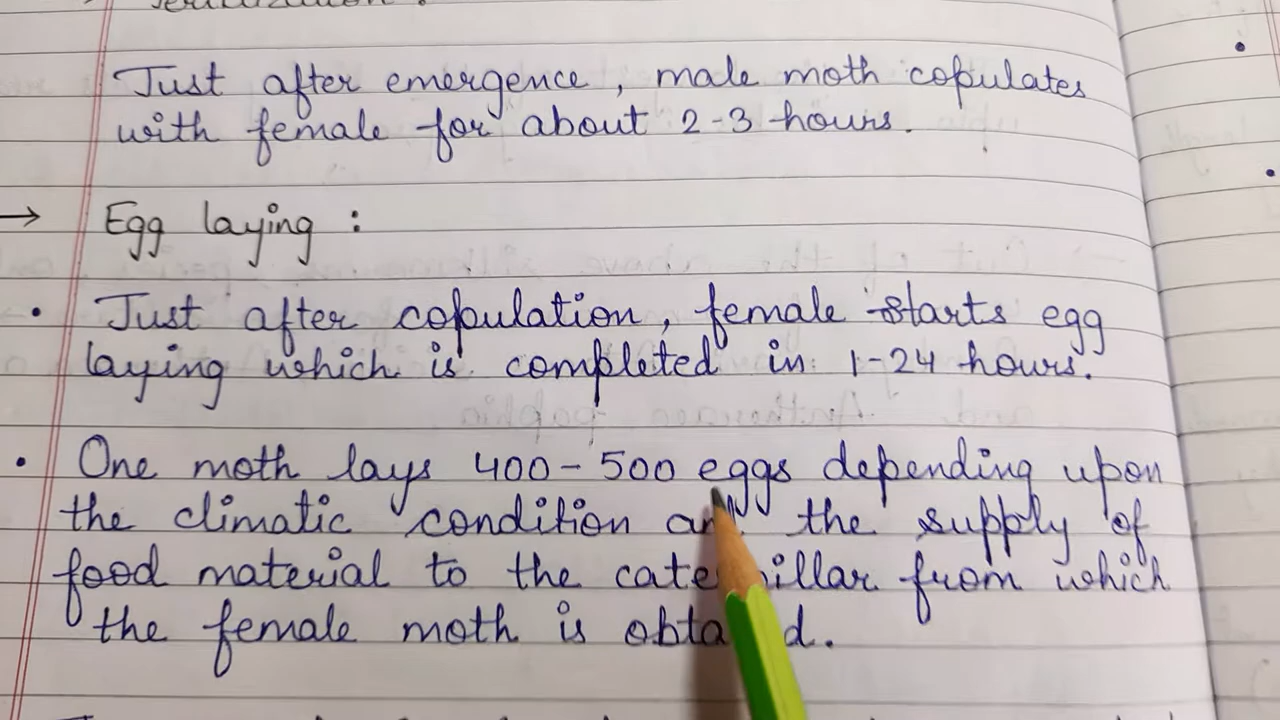 Just after emergence, male moth copulates
with female for about 2-3 hours.
→ Egg laying :
• Just after copulation, female starts egg
laying which is completed in 1-24 hours.
• One moth lays 400-500 eggs depending upon
the climatic condition and the supply of
food material to the caterpillar from which
the female moth is obtained.